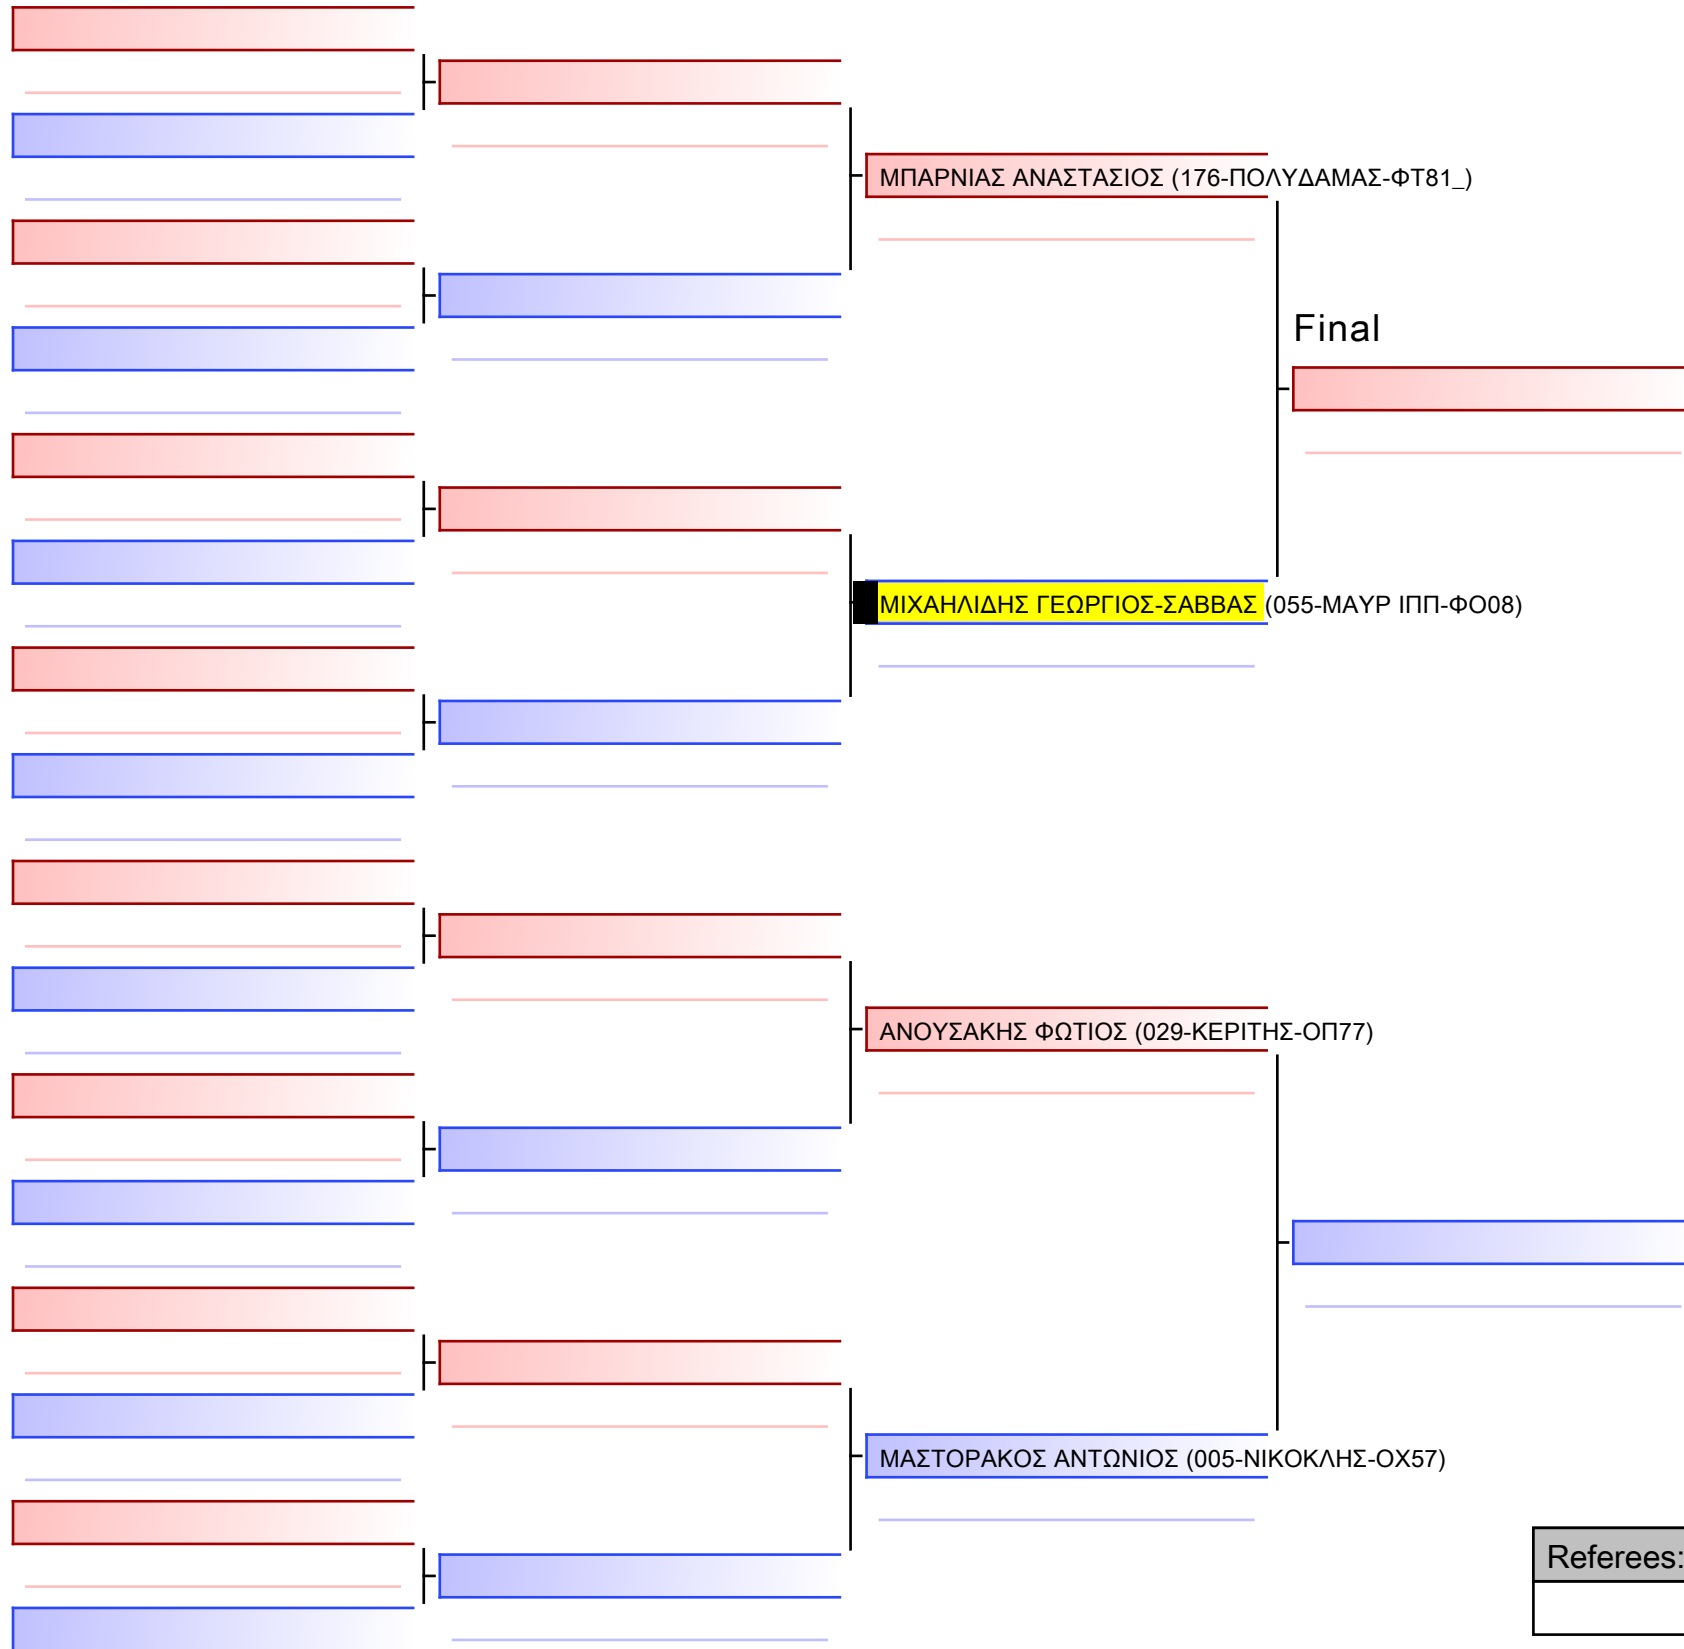 ΜΠΑΡΝΙΑΣ ΑΝΑΣΤΑΣΙΟΣ (176-ΠΟΛΥΔΑΜΑΣ-ΦΤ81_)
Final
ΜΙΧΑΗΛΙΔΗΣ ΓΕΩΡΓΙΟΣ-ΣΑΒΒΑΣ (055-ΜΑΥΡ ΙΠΠ-ΦΟ08)
ΑΝΟΥΣΑΚΗΣ ΦΩΤΙΟΣ (029-ΚΕΡΙΤΗΣ-ΟΠ77)
ΜΑΣΤΟΡΑΚΟΣ ΑΝΤΩΝΙΟΣ (005-ΝΙΚΟΚΛΗΣ-ΟΧ57)
Referees: